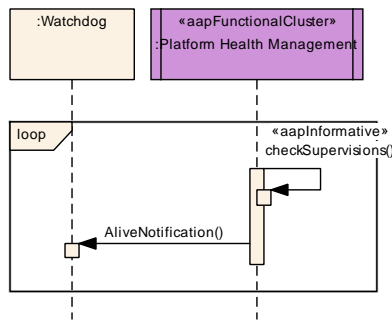 :Watchdog
«aapFunctionalCluster»
:Platform Health Management
loop
«aapInformative»
checkSupervisions()
AliveNotification()